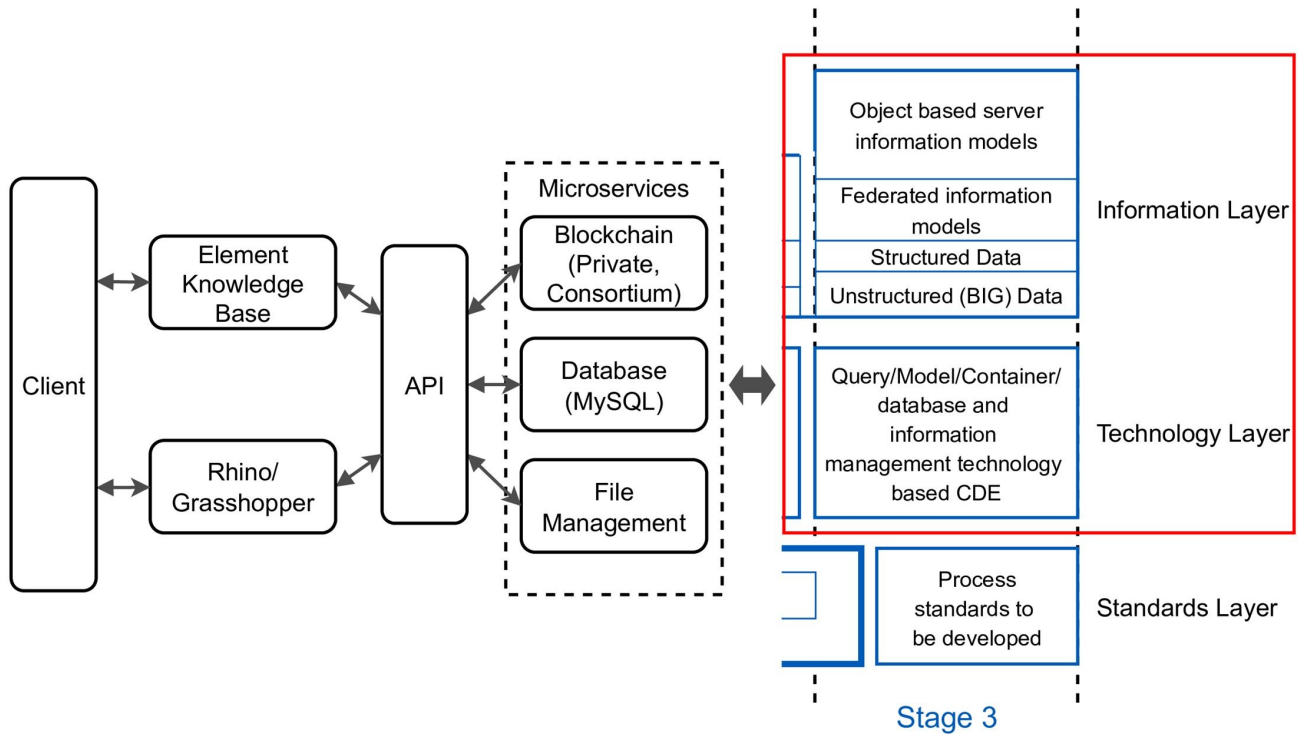 Client
Element
Knowledge
Base
Rhino/
Grasshopper
API
Microservices
Blockchain
(Private,
Consortium)
Database
(MySQL)
File
Management
Object based server
information models
Federated information
models
Structured Data
Unstructured (BIG) Data
Information Layer
Query/Model/Container/
database and
information
management technology
based CDE
Technology Layer
Process
standards to
be developed
Standards Layer
Stage 3